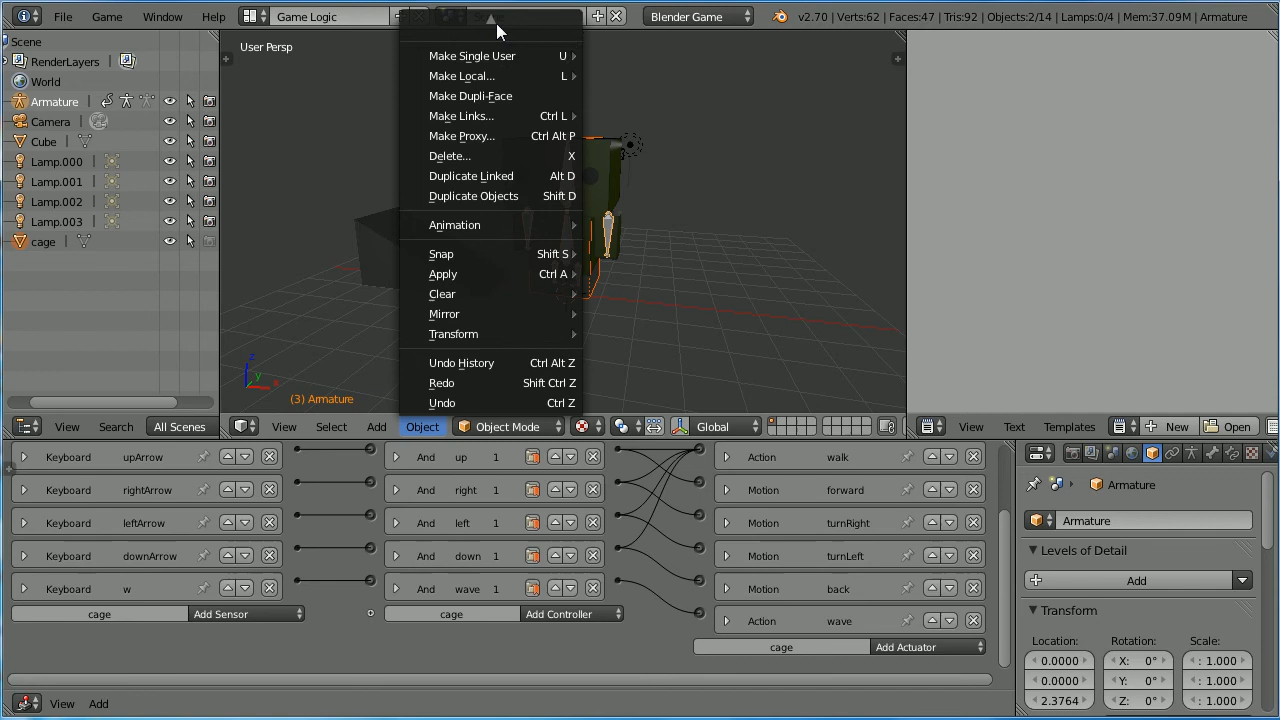 File Game Window Help Game Logic Blender Game v2.70 | Verts:62 | Faces:47 | Tris:92 | Objects:2/14 | Lamps:0/4 | Mem:37.09M | Armature
User Persp
Scene
RenderLayers
World
Armature
Camera
Cube
Lamp.000
Lamp.001
Lamp.002
Lamp.003
cage
Make Single User U
Make Local... L
Make Dupli-Face
Make Links... Ctrl L
Make Proxy... Ctrl Alt P
Delete... X
Duplicate Linked Alt D
Duplicate Objects Shift D
Animation
Snap Shift S
Apply Ctrl A
Clear
Mirror
Transform
Undo History Ctrl Alt Z
Redo Shift Ctrl Z
Undo Ctrl Z
z
y
x
(3) Armature
View Search All Scenes
View Select Add Object Object Mode Global
View Text Templates New Open
Keyboard upArrow And up 1 Action walk
Keyboard rightArrow And right 1 Motion forward
Keyboard leftArrow And left 1 Motion turnRight
Keyboard downArrow And down 1 Motion turnLeft
Keyboard w And wave 1 Motion back
Action wave
cage Add Sensor cage Add Controller
cage Add Actuator
Armature
Armature
Levels of Detail
Add
Transform
Location: Rotation: Scale:
0.0000 X: 0° : 1.000
0.0000 Y: 0° : 1.000
2.3764 Z: 0° : 1.000
View Add